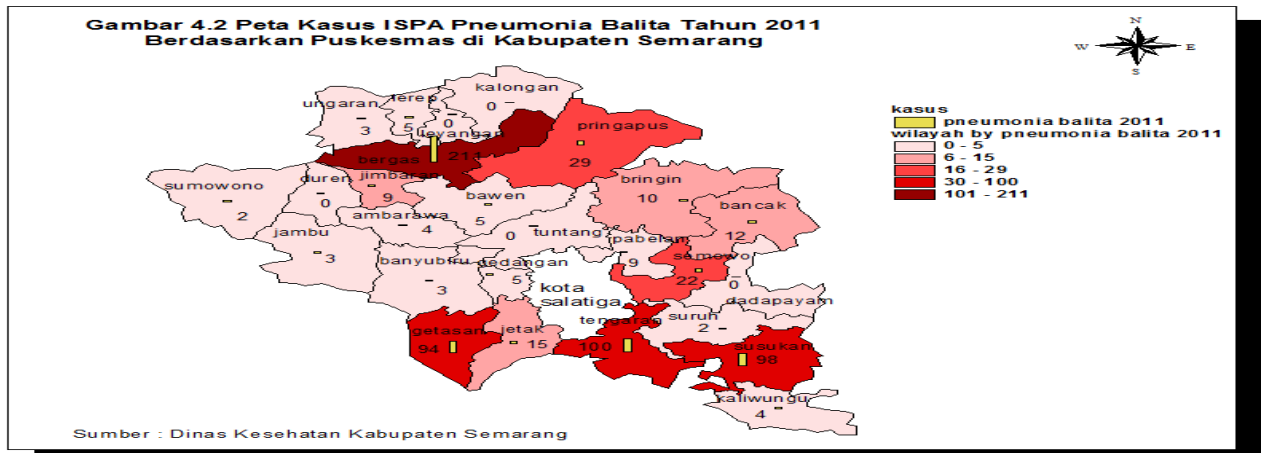 Gambar 4.2 Peta Kasus ISPA Pneumonia Balita Tahun 2011
Berdasarkan Puskesmas di Kabupaten Semarang
N
W
E
S
kasus
pneumonia balita 2011
wilayah by pneumonia balita 2011
0 - 5
6 - 15
16 - 29
30 - 100
101 - 211
kalongan
0
ungaran
3
lerep
5
0
leyangan
bergas
211
pringapus
29
sumowono
2
duren
0
jimbaran
9
bringin
10
bancak
12
bawen
5
ambarawa
4
jambu
3
tuntang
0
pabelan
9
semowo
22
0
dadapayam
banyubiru
3
gedangan
5
kota
salatiga
suruh
2
tengaran
100
getasan
94
jetak
15
susukan
98
kaliwungu
4
Sumber : Dinas Kesehatan Kabupaten Semarang